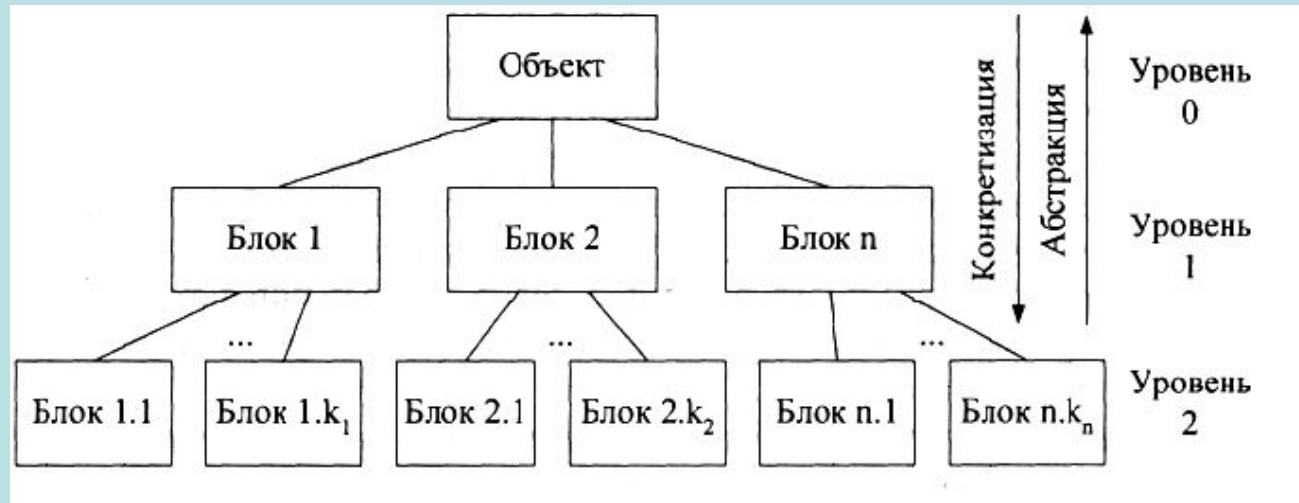 Объект
Уровень
0
Конкретизация
Абстракция
Блок 1
Блок 2
Блок n
Уровень
1
...
...
...
Блок 1.1
Блок 1.k₁
Блок 2.1
Блок 2.k₂
Блок n.1
Блок n.kₙ
Уровень
2